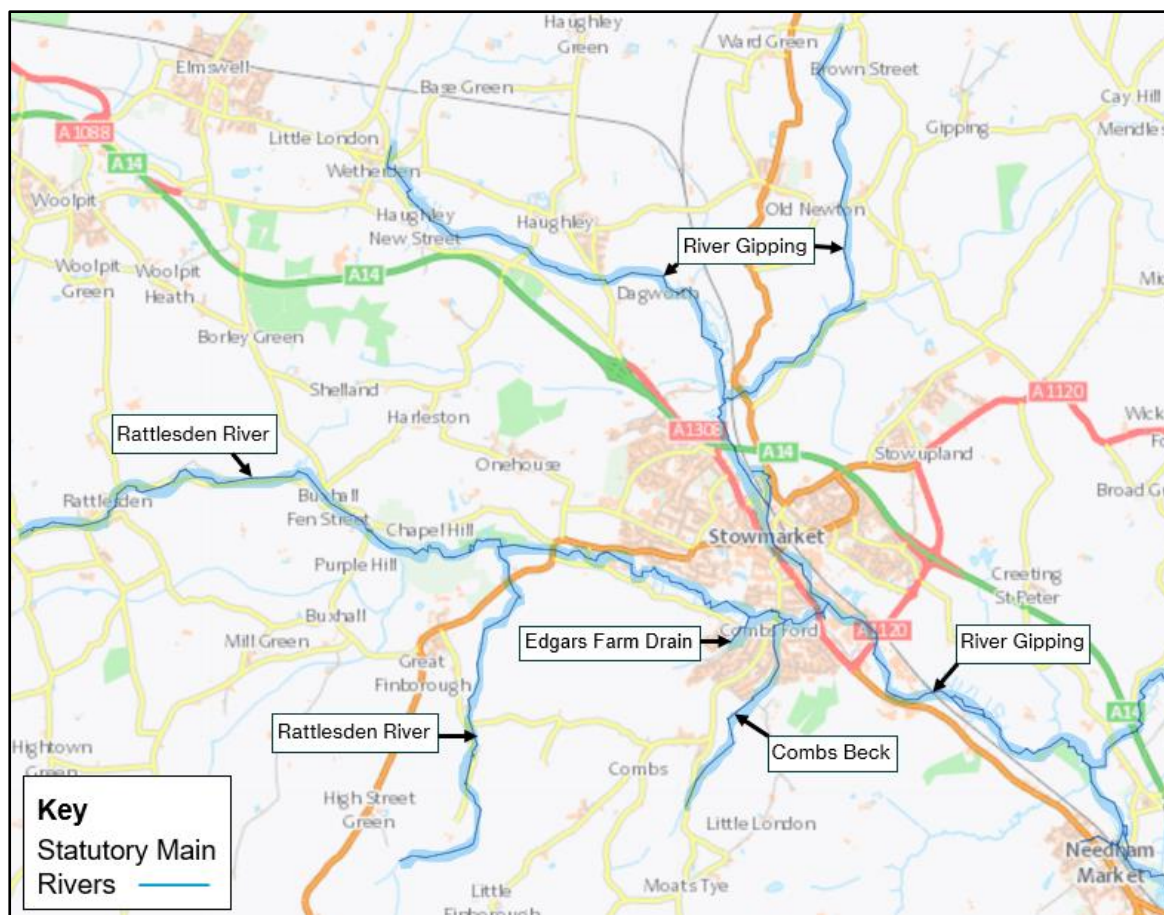 Haughley
Green
Ward Green
Elmswell
Brown Street
Base Green
Cay Hill
A 1088
Gipping
Little London
A14
Wetherden
Woolpit
Haughley
New Street
Haughley
Old Newton
River Gipping
Woolpit
Green
Woolpit
Heath
A14
Dagworth
Borley Green
Shelland
A 1120
Harleston
A1308
Rattlesden River
A14
Stowupland
Onehouse
Rattlesden
Buxhall
Fen Street
Chapel Hill
Stowmarket
Purple Hill
Creeting
St Peter
Buxhall
Mill Green
Edgars Farm Drain
Combs Ford
River Gipping
Great
Finborough
Rattlesden River
A14
Hightown
Green
Combs Beck
Combs
Key
Statutory Main
Rivers
High Street
Green
Little London
Needham
Market
Moats Tye
Little
Finborough